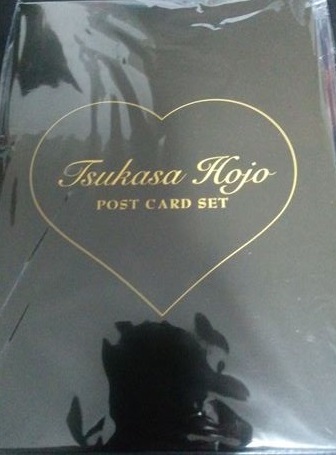 Tsukasa Hojo
POST CARD SET